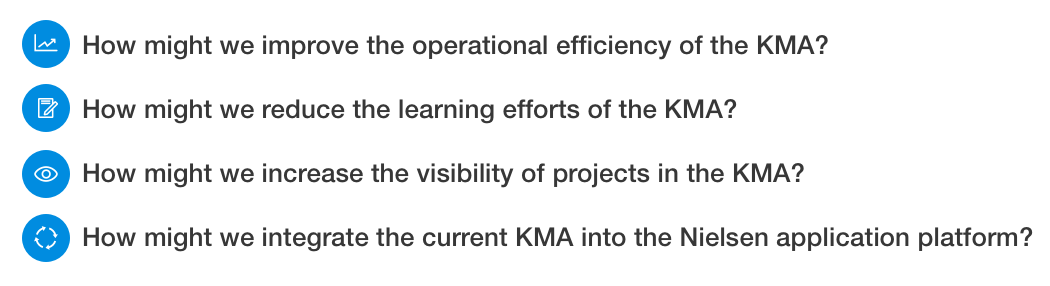 How might we improve the operational efficiency of the KMA?
How might we reduce the learning efforts of the KMA?
How might we increase the visibility of projects in the KMA?
How might we integrate the current KMA into the Nielsen application platform?